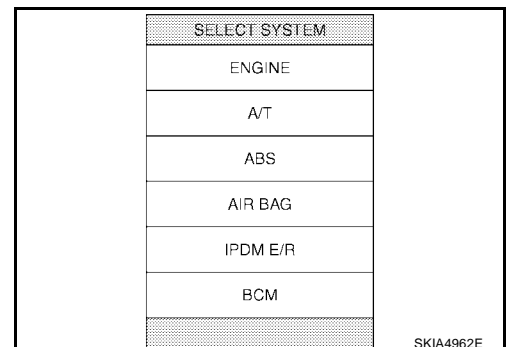 SELECT SYSTEM
ENGINE
A/T
ABS
AIR BAG
IPDM E/R
BCM
SKIA4962E